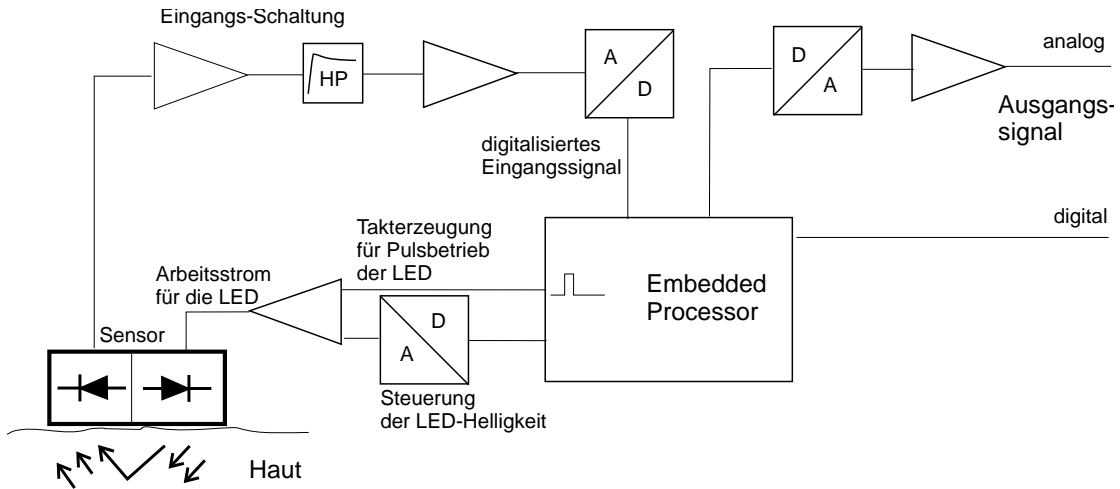 Eingangs-Schaltung
HP
A
D
D
A
analog
Ausgangs-
signal
digitalisiertes
Eingangssignal
digital
Takterzeugung
für Pulsbetrieb
der LED
Arbeitsstrom
für die LED
Embedded
Processor
D
A
Sensor
Steuerung
der LED-Helligkeit
Haut